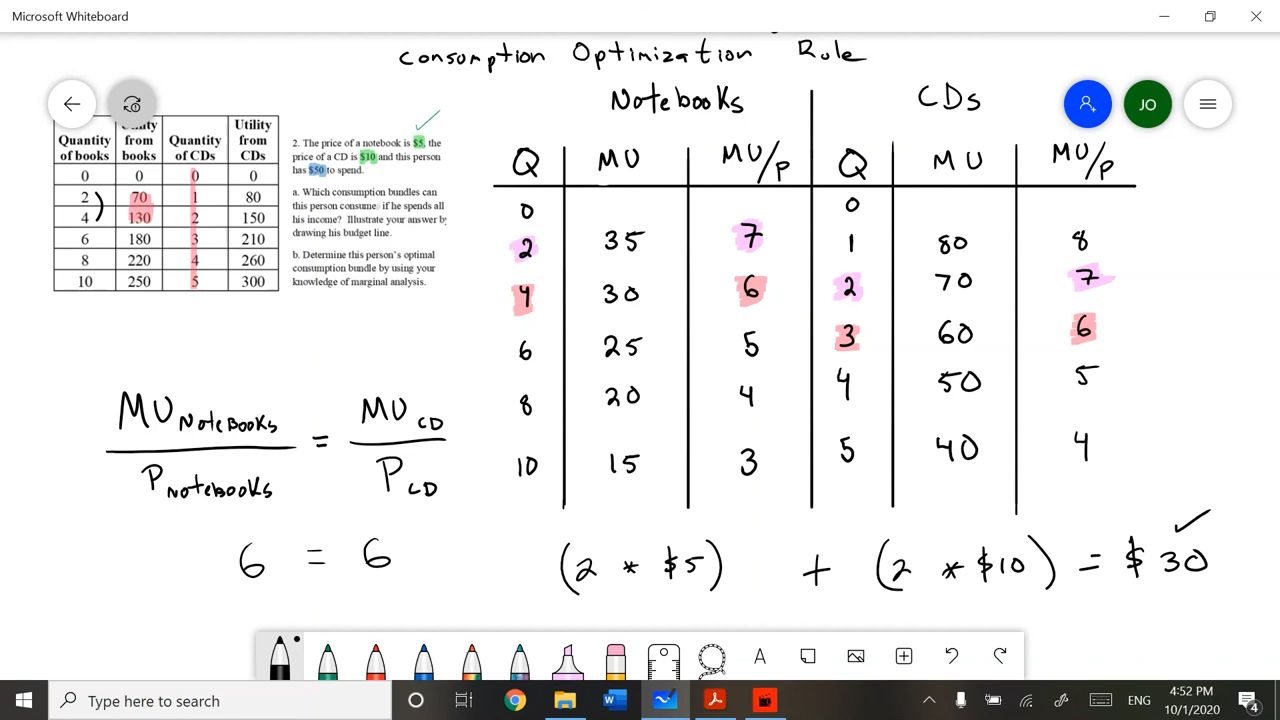 Microsoft Whiteboard
Consumption Optimization Rule
Quantity of books
from books
Quantity of CDs
Utility from CDs
0 0 0 0
2 70 1 80
4 130 2 150
6 180 3 210
8 220 4 260
10 250 5 300
2. The price of a notebook is $5, the
price of a CD is $10 and this person
has $50 to spend.
a. Which consumption bundles can
this person consume if he spends all
his income? Illustrate your answer by
drawing his budget line.
b. Determine this person's optimal
consumption bundle by using your
knowledge of marginal analysis.
JO
Notebooks CDs
Q MU MU/P Q MU MU/P
0 0
2 35 7 1 80 8
4 30 6 2 70 7
6 25 5 3 60 6
8 20 4 4 50 5
10 15 3 5 40 4
MU Notebooks = MU CD
P notebooks P CD
6 = 6
(2 * $5) + (2 * $10) = $30
A
Type here to search
ENG
4:52 PM
10/1/2020
4